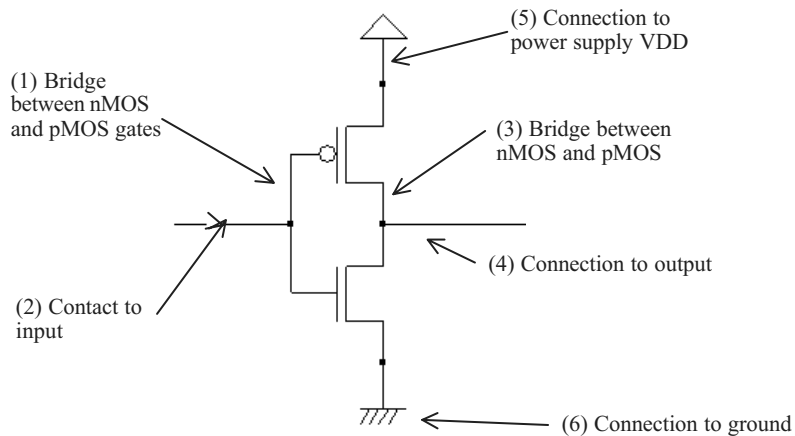 (5) Connection to
power supply VDD
(1) Bridge
between nMOS
and pMOS gates
(3) Bridge between
nMOS and pMOS
(4) Connection to output
(2) Contact to
input
(6) Connection to ground